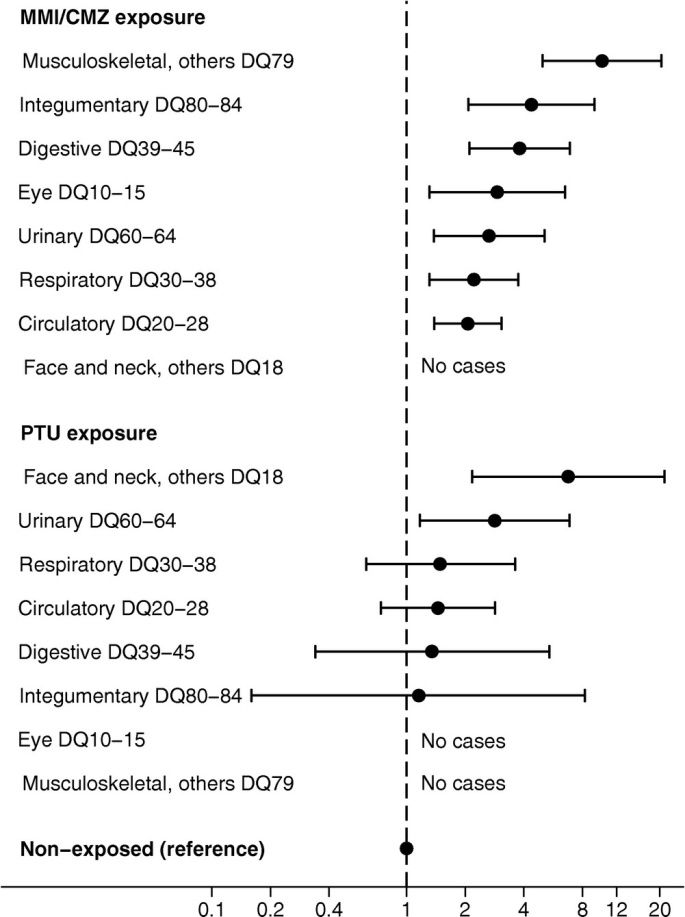 MMI/CMZ exposure
Musculoskeletal, others DQ79
Integumentary DQ80−84
Digestive DQ39−45
Eye DQ10−15
Urinary DQ60−64
Respiratory DQ30−38
Circulatory DQ20−28
Face and neck, others DQ18 No cases
PTU exposure
Face and neck, others DQ18
Urinary DQ60−64
Respiratory DQ30−38
Circulatory DQ20−28
Digestive DQ39−45
Integumentary DQ80−84
Eye DQ10−15 No cases
Musculoskeletal, others DQ79 No cases
Non−exposed (reference)
0.1 0.2 0.4 1 2 4 8 12 20